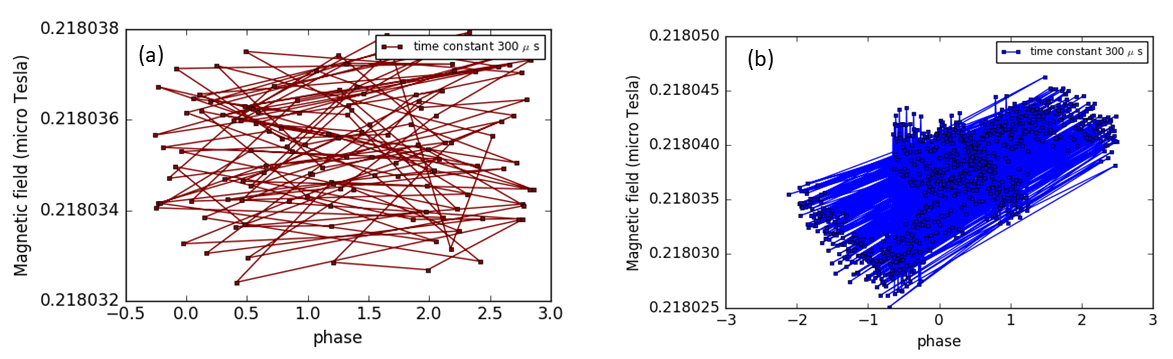 0.218038
0.218036
0.218034
0.218032
Magnetic field (micro Tesla)
(a)
time constant 300 μ s
−0.5 0.0 0.5 1.0 1.5 2.0 2.5 3.0
phase
0.218050
0.218045
0.218040
0.218035
0.218030
0.218025
Magnetic field (micro Tesla)
(b)
time constant 300 μ s
−3 −2 −1 0 1 2 3
phase